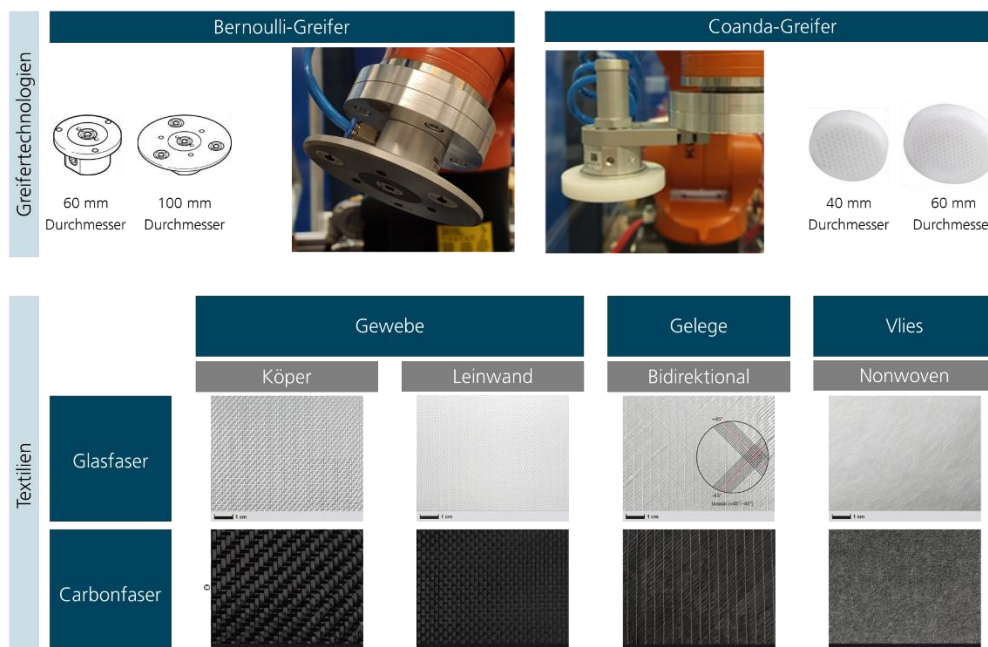 Greifertechnologien
Bernoulli-Greifer
Coanda-Greifer
60 mm
Durchmesser
100 mm
Durchmesser
40 mm
Durchmesser
60 mm
Durchmesse
Textilien
Gewebe
Gelege
Vlies
Köper
Leinwand
Bidirektional
Nonwoven
Glasfaser
1 cm
1 cm
1 cm
1 cm
Carbonfaser
©